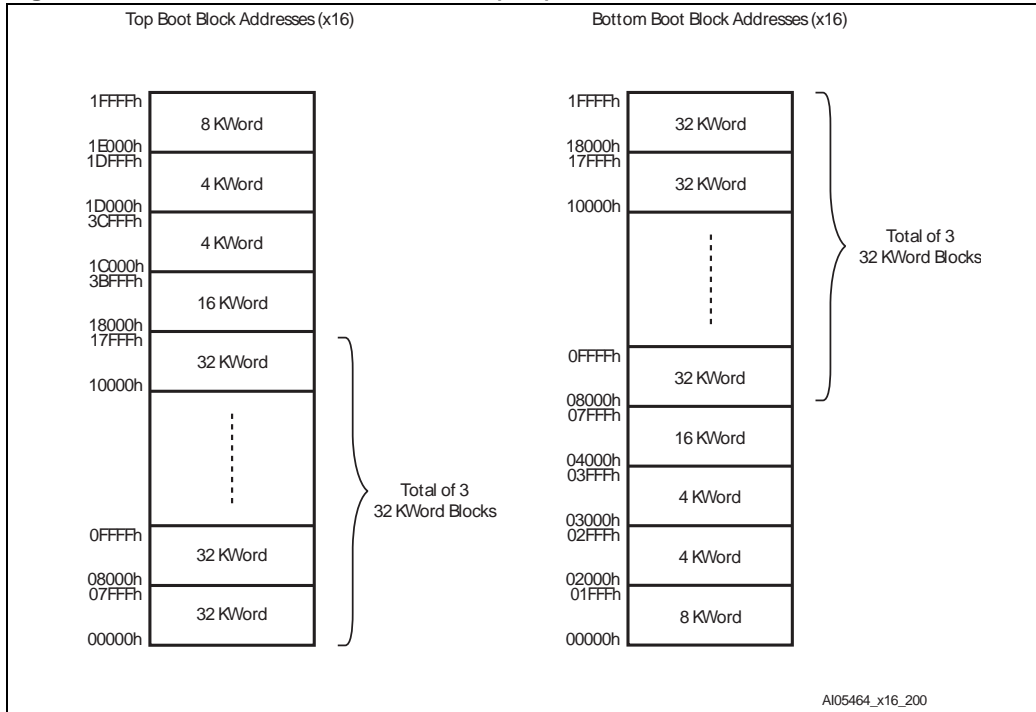 Top Boot Block Addresses (x16)
1FFFFh
8 KWord
1E000h
1DFFFh
4 KWord
1D000h
3CFFFh
4 KWord
1C000h
3BFFFh
16 KWord
18000h
17FFFh
32 KWord
10000h
Total of 3
32 KWord Blocks
0FFFFh
32 KWord
08000h
07FFFh
32 KWord
00000h
Bottom Boot Block Addresses (x16)
1FFFFh
32 KWord
18000h
17FFFh
32 KWord
10000h
Total of 3
32 KWord Blocks
0FFFFh
32 KWord
08000h
07FFFh
16 KWord
04000h
03FFFh
4 KWord
03000h
02FFFh
4 KWord
02000h
01FFFh
8 KWord
00000h
AI05464_x16_200